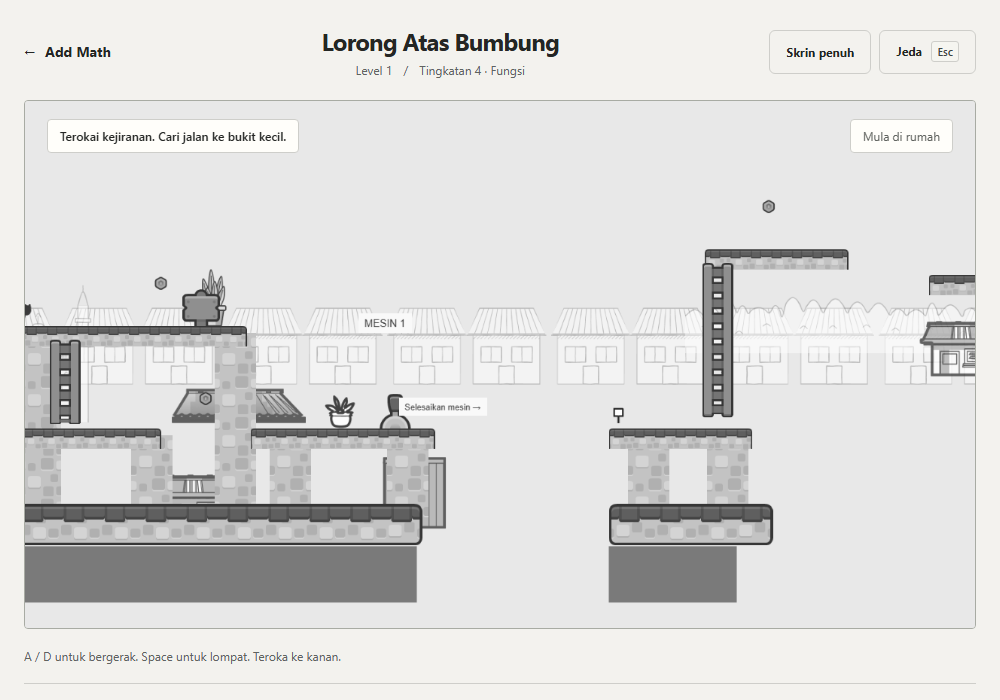 ← Add Math
Lorong Atas Bumbung
Level 1 / Tingkatan 4 · Fungsi
Skrin penuh
Jeda Esc
Terokai kejiranan. Cari jalan ke bukit kecil.
Mula di rumah
MESIN 1
Selesaikan mesin →
A / D untuk bergerak. Space untuk lompat. Teroka ke kanan.